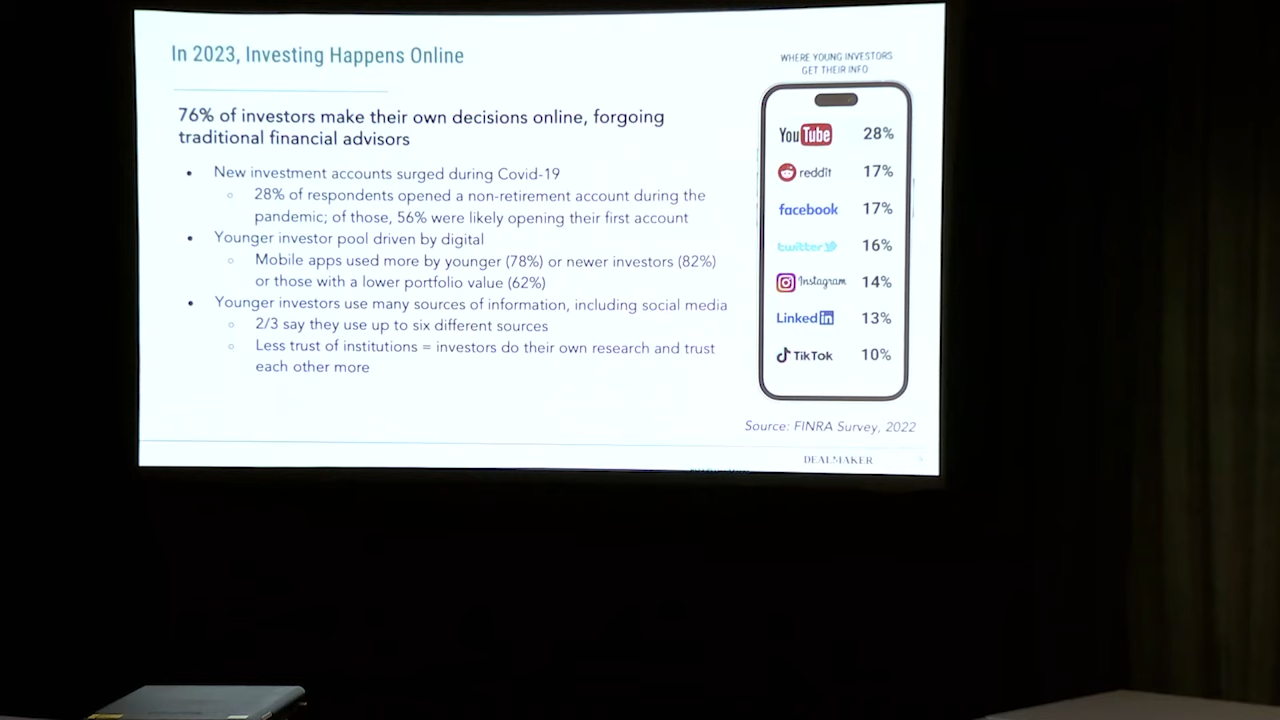 In 2023, Investing Happens Online
76% of investors make their own decisions online, forgoing
traditional financial advisors
• New investment accounts surged during Covid-19
○ 28% of respondents opened a non-retirement account during the
pandemic; of those, 56% were likely opening their first account
• Younger investor pool driven by digital
○ Mobile apps used more by younger (78%) or newer investors (82%)
or those with a lower portfolio value (62%)
• Younger investors use many sources of information, including social media
○ 2/3 say they use up to six different sources
○ Less trust of institutions = investors do their own research and trust
each other more
WHERE YOUNG INVESTORS
GET THEIR INFO
YouTube 28%
reddit 17%
facebook 17%
twitter 16%
Instagram 14%
Linkedin 13%
TikTok 10%
Source: FINRA Survey, 2022
DEALMAKER